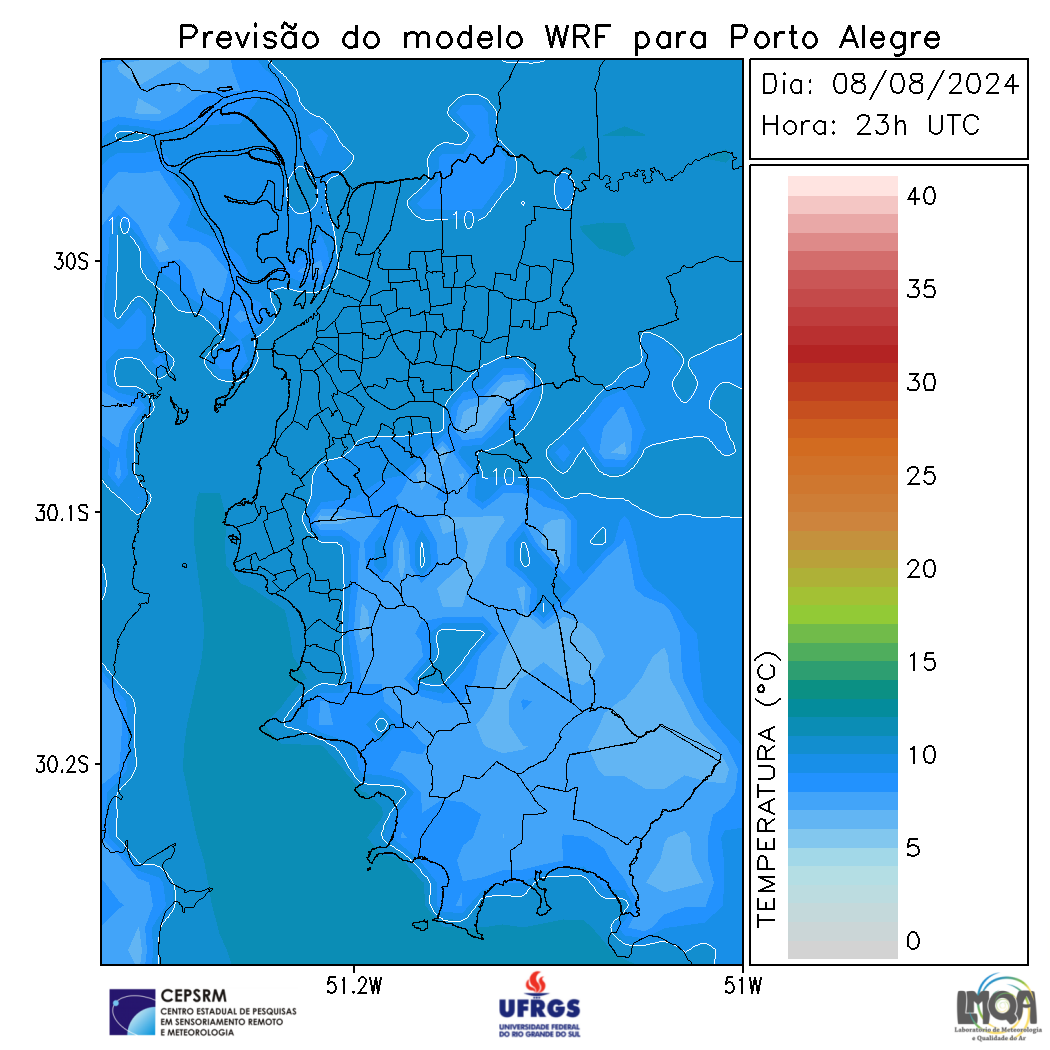 Previsão do modelo WRF para Porto Alegre
Dia: 08/08/2024
Hora: 23h UTC
40
35
30
25
20
15
10
5
0
TEMPERATURA (°C)
10
10
10
30S
30.1S
30.2S
51.2W
51W
CEPSRM
CENTRO ESTADUAL DE PESQUISAS
EM SENSORIAMENTO REMOTO
E METEOROLOGIA
UFRGS
UNIVERSIDADE FEDERAL
DO RIO GRANDE DO SUL
LMQA
Laboratório de Meteorologia
e Qualidade do Ar